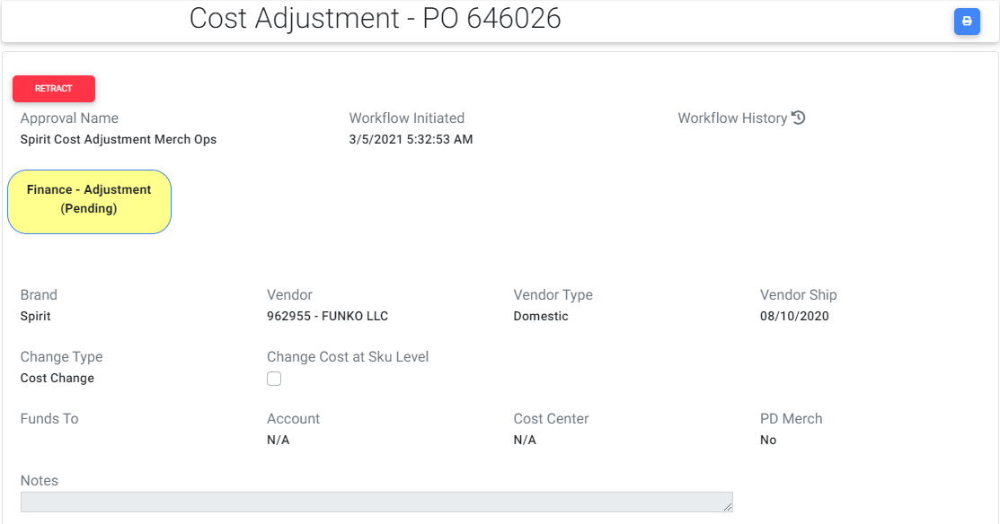 Cost Adjustment - PO 646026
RETRACT
Approval Name
Workflow Initiated
Workflow History
Spirit Cost Adjustment Merch Ops
3/5/2021 5:32:53 AM
Finance - Adjustment
(Pending)
Brand
Vendor
Vendor Type
Vendor Ship
Spirit
962955 - FUNKO LLC
Domestic
08/10/2020
Change Type
Change Cost at Sku Level
Cost Change
Funds To
Account
Cost Center
PD Merch
N/A
N/A
No
Notes